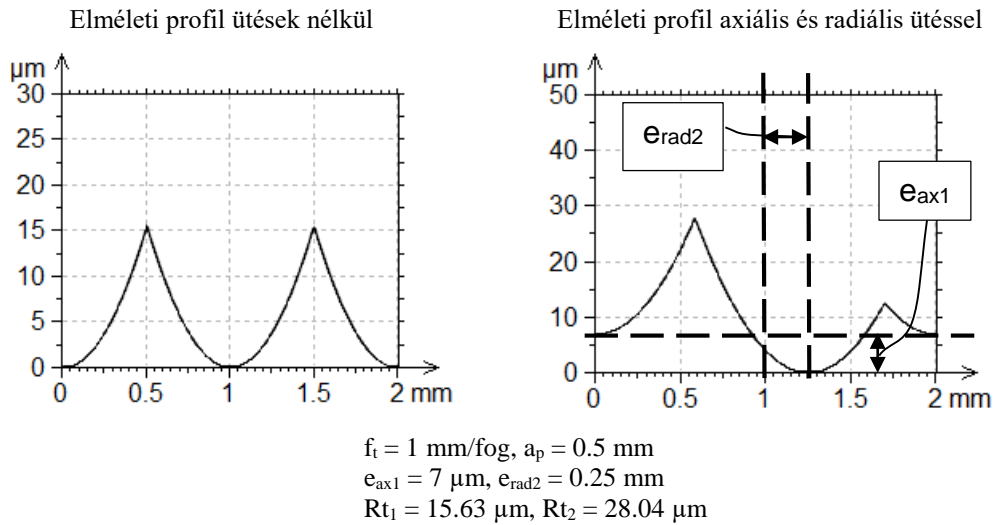 Elméleti profil ütések nélkül
Elméleti profil axiális és radiális ütéssel
µm
30
25
20
15
10
5
0
0 0.5 1 1.5 2 mm
µm
50
40
30
20
10
0
0 0.5 1 1.5 2 mm
erad2
eax1
ft = 1 mm/fog, ap = 0.5 mm
eax1 = 7 µm, erad2 = 0.25 mm
Rt1 = 15.63 µm, Rt2 = 28.04 µm